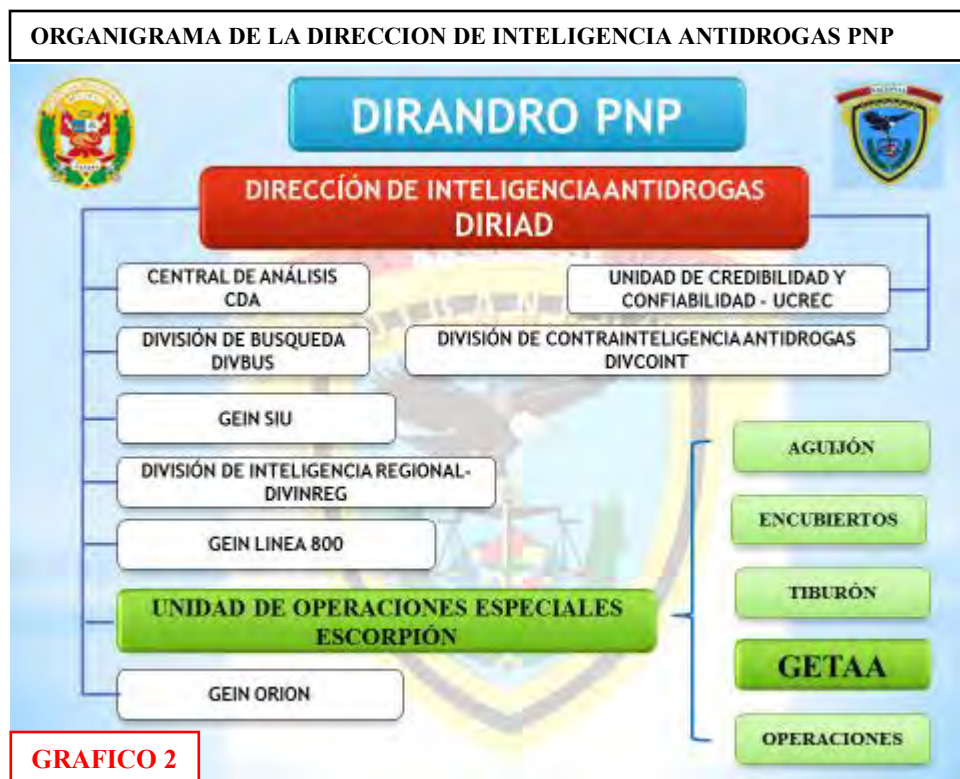 ORGANIGRAMA DE LA DIRECCION DE INTELIGENCIA ANTIDROGAS PNP
DIRANDRO PNP
DIRECCÍÓN DE INTELIGENCIA ANTIDROGAS
DIRIAD
CENTRAL DE ANÁLISIS
CDA
UNIDAD DE CREDIBILIDAD Y
CONFIABILIDAD - UCREC
DIVISIÓN DE BUSQUEDA
DIVBUS
DIVISIÓN DE CONTRAINTELIGENCIA ANTIDROGAS
DIVCOINT
GEIN SIU
DIVISIÓN DE INTELIGENCIA REGIONAL-
DIVINREG
GEIN LINEA 800
UNIDAD DE OPERACIONES ESPECIALES
ESCORPIÓN
GEIN ORION
AGUIJÓN
ENCUBIERTOS
TIBURÓN
GETAA
OPERACIONES
GRAFICO 2